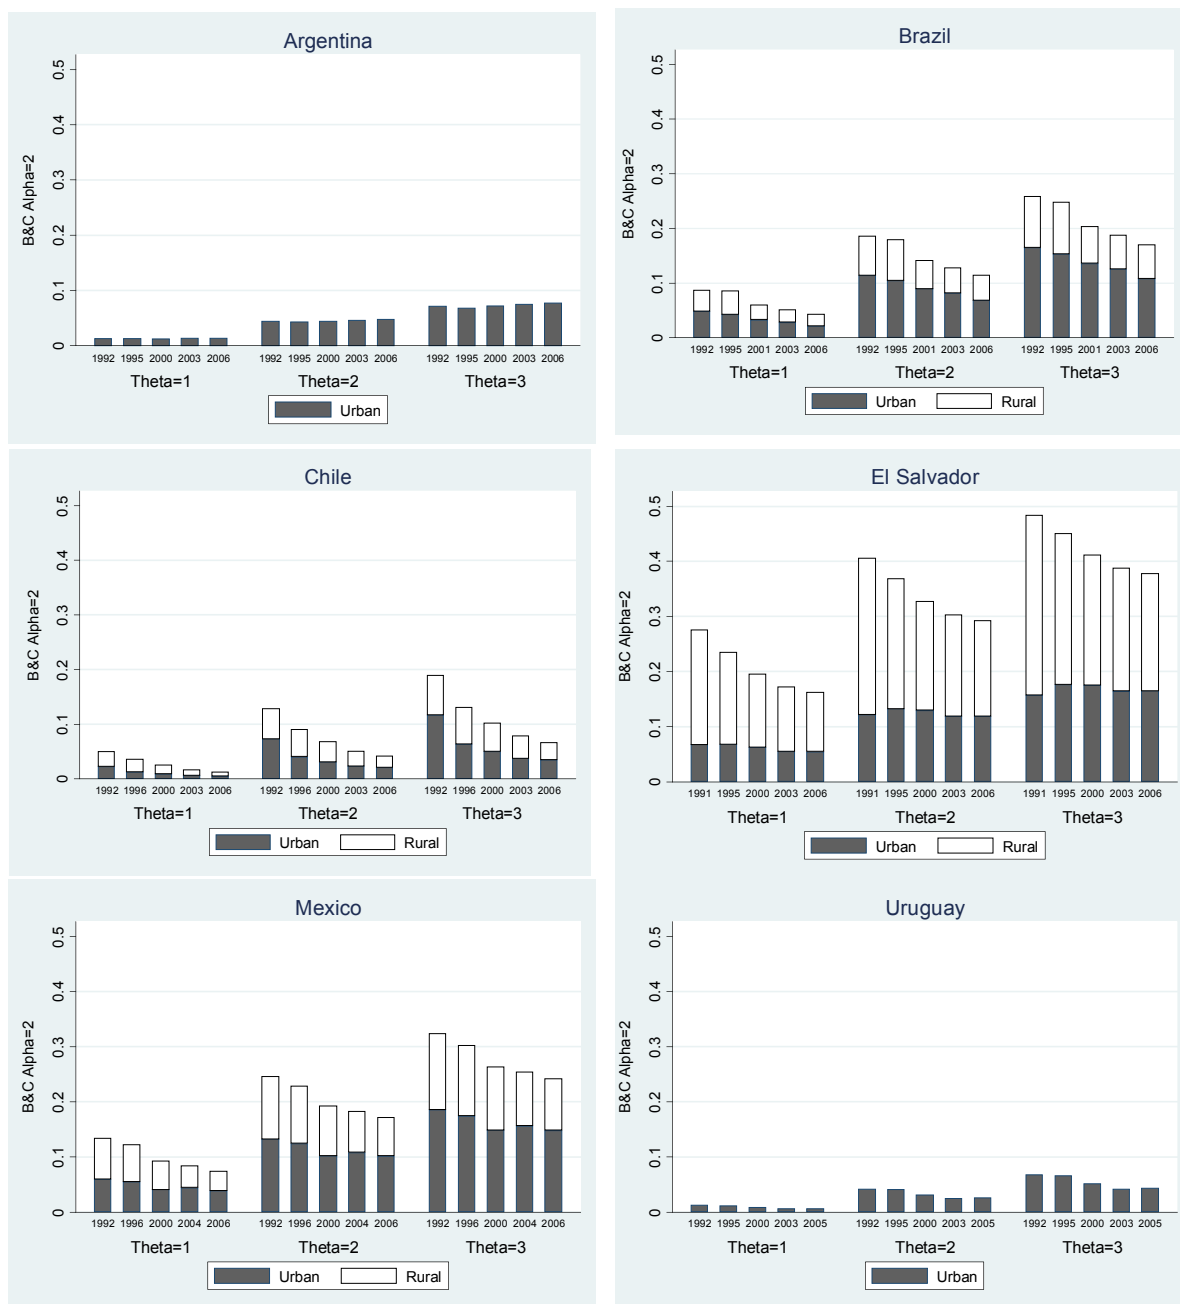 Argentina
B&C Alpha=2
0.5
0.4
0.3
0.2
0.1
0
1992 1995 2000 2003 2006 1992 1995 2000 2003 2006 1992 1995 2000 2003 2006
Theta=1 Theta=2 Theta=3
Urban
Brazil
B&C Alpha=2
0.5
0.4
0.3
0.2
0.1
0
1992 1995 2001 2003 2006 1992 1995 2001 2003 2006 1992 1995 2001 2003 2006
Theta=1 Theta=2 Theta=3
Urban Rural
Chile
B&C Alpha=2
0.5
0.4
0.3
0.2
0.1
0
1992 1996 2000 2003 2006 1992 1996 2000 2003 2006 1992 1996 2000 2003 2006
Theta=1 Theta=2 Theta=3
Urban Rural
El Salvador
B&C Alpha=2
0.5
0.4
0.3
0.2
0.1
0
1991 1995 2000 2003 2006 1991 1995 2000 2003 2006 1991 1995 2000 2003 2006
Theta=1 Theta=2 Theta=3
Urban Rural
Mexico
B&C Alpha=2
0.5
0.4
0.3
0.2
0.1
0
1992 1996 2000 2004 2006 1992 1996 2000 2004 2006 1992 1996 2000 2004 2006
Theta=1 Theta=2 Theta=3
Urban Rural
Uruguay
B&C Alpha=2
0.5
0.4
0.3
0.2
0.1
0
1992 1995 2000 2003 2005 1992 1995 2000 2003 2005 1992 1995 2000 2003 2005
Theta=1 Theta=2 Theta=3
Urban